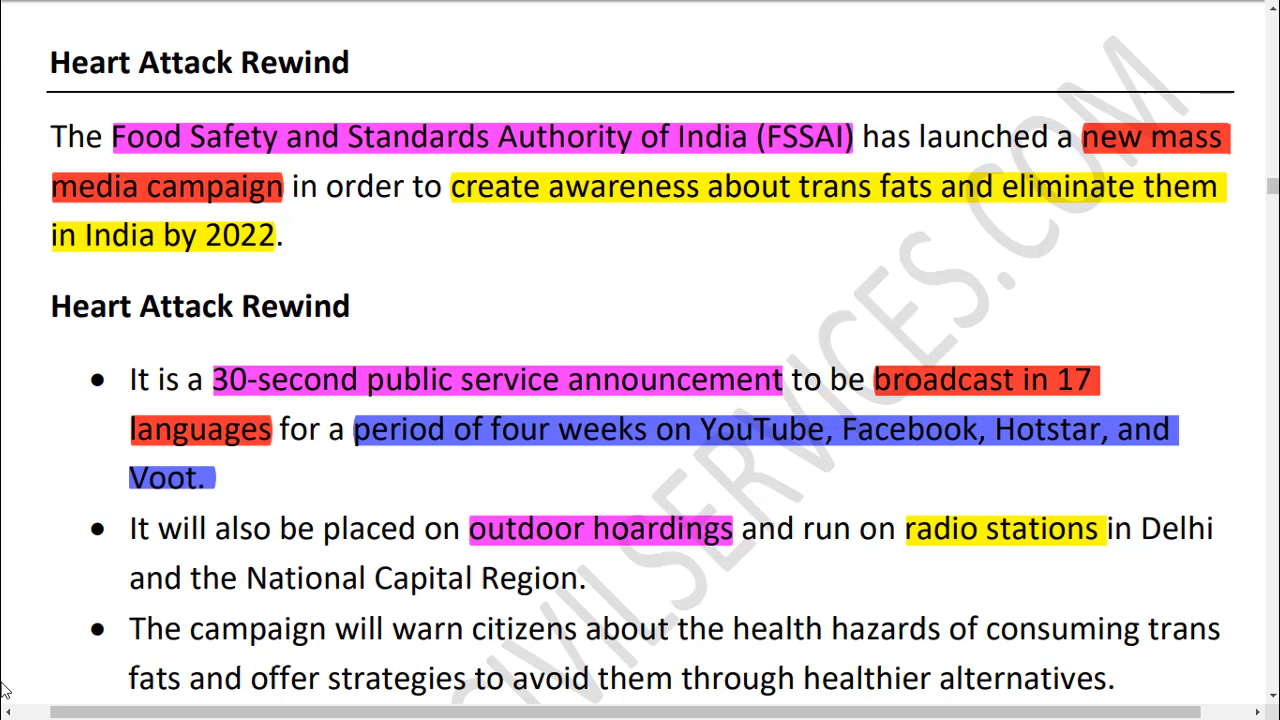 Heart Attack Rewind
The Food Safety and Standards Authority of India (FSSAI) has launched a new mass
media campaign in order to create awareness about trans fats and eliminate them
in India by 2022.
Heart Attack Rewind
• It is a 30-second public service announcement to be broadcast in 17
languages for a period of four weeks on YouTube, Facebook, Hotstar, and
Voot.
• It will also be placed on outdoor hoardings and run on radio stations in Delhi
and the National Capital Region.
• The campaign will warn citizens about the health hazards of consuming trans
fats and offer strategies to avoid them through healthier alternatives.
CIVILSERVICES.COM